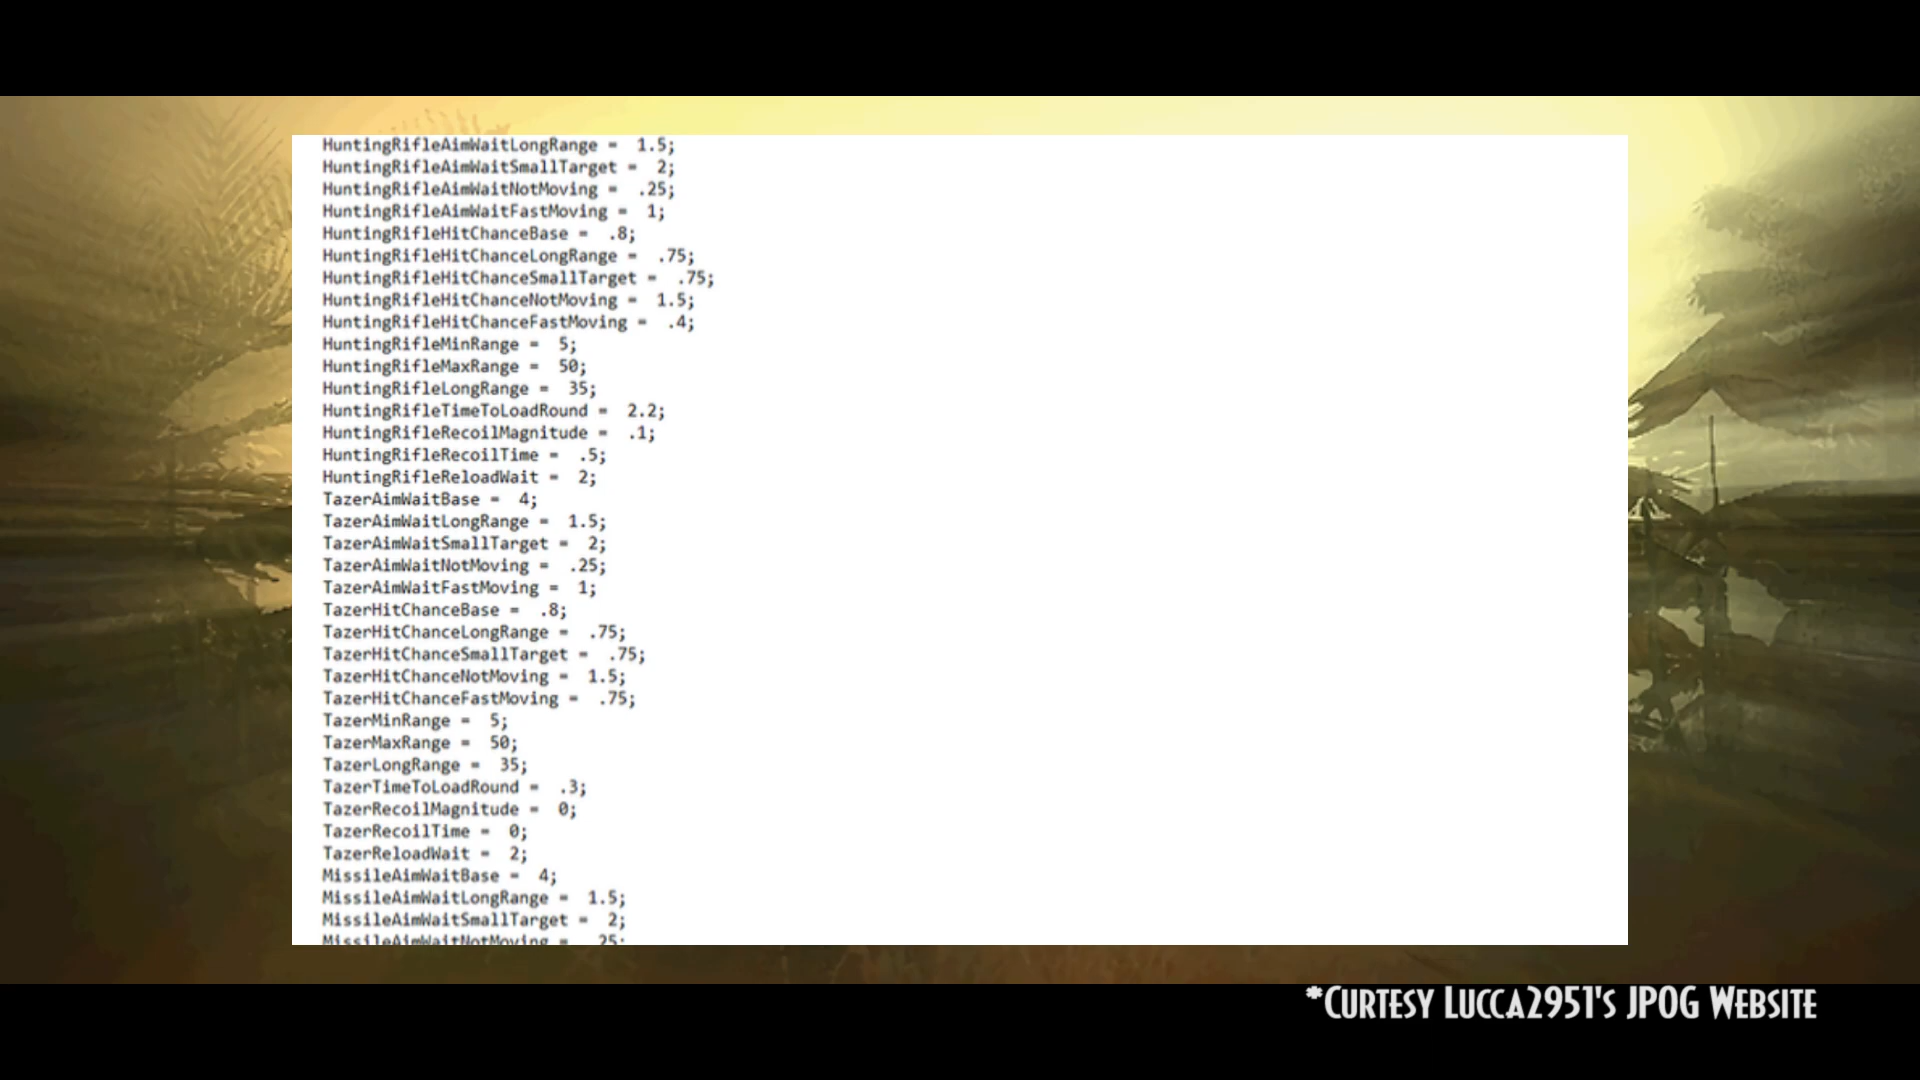 HuntingRifleAimWaitLongRange =  1.5;
HuntingRifleAimWaitSmallTarget =  2;
HuntingRifleAimWaitNotMoving =  .25;
HuntingRifleAimWaitFastMoving =  1;
HuntingRifleHitChanceBase =  .8;
HuntingRifleHitChanceLongRange =  .75;
HuntingRifleHitChanceSmallTarget =  .75;
HuntingRifleHitChanceNotMoving =  1.5;
HuntingRifleHitChanceFastMoving =  .4;
HuntingRifleMinRange =  5;
HuntingRifleMaxRange =  50;
HuntingRifleLongRange =  35;
HuntingRifleTimeToLoadRound =  2.2;
HuntingRifleRecoilMagnitude =  .1;
HuntingRifleRecoilTime =  .5;
HuntingRifleReloadWait =  2;
TazerAimWaitBase =  4;
TazerAimWaitLongRange =  1.5;
TazerAimWaitSmallTarget =  2;
TazerAimWaitNotMoving =  .25;
TazerAimWaitFastMoving =  1;
TazerHitChanceBase =  .8;
TazerHitChanceLongRange =  .75;
TazerHitChanceSmallTarget =  .75;
TazerHitChanceNotMoving =  1.5;
TazerHitChanceFastMoving =  .75;
TazerMinRange =  5;
TazerMaxRange =  50;
TazerLongRange =  35;
TazerTimeToLoadRound =  .3;
TazerRecoilMagnitude =  0;
TazerRecoilTime =  0;
TazerReloadWait =  2;
MissileAimWaitBase =  4;
MissileAimWaitLongRange =  1.5;
MissileAimWaitSmallTarget =  2;
MissileAimWaitNotMoving =  .25;
*Curtesy Lucca2951's JPOG Website